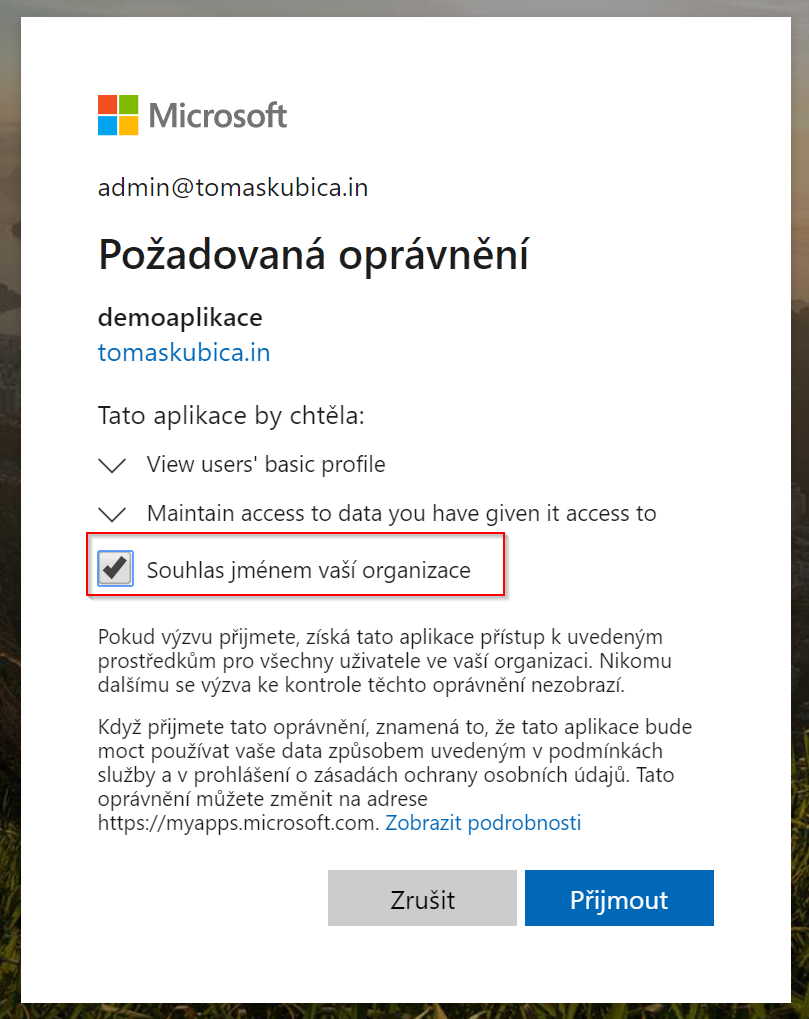 Microsoft
admin@tomaskubica.in
Požadovaná oprávnění
demoaplikace
tomaskubica.in
Tato aplikace by chtěla:
View users' basic profile
Maintain access to data you have given it access to
Souhlas jménem vaší organizace
Pokud výzvu přijmete, získá tato aplikace přístup k uvedeným
prostředkům pro všechny uživatele ve vaší organizaci. Nikomu
dalšímu se výzva ke kontrole těchto oprávnění nezobrazí.
Když přijmete tato oprávnění, znamená to, že tato aplikace bude
moct používat vaše data způsobem uvedeným v podmínkách
služby a v prohlášení o zásadách ochrany osobních údajů. Tato
oprávnění můžete změnit na adrese
https://myapps.microsoft.com. Zobrazit podrobnosti
Zrušit
Přijmout